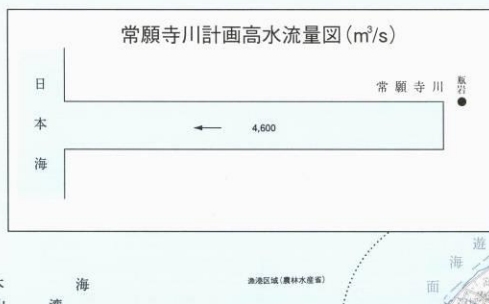 常願寺川計画高水流量図(㎥/s)
日本海
常願寺川
瓶岩
4,600
海
漁港区域(農林水産省)
遊
海
面